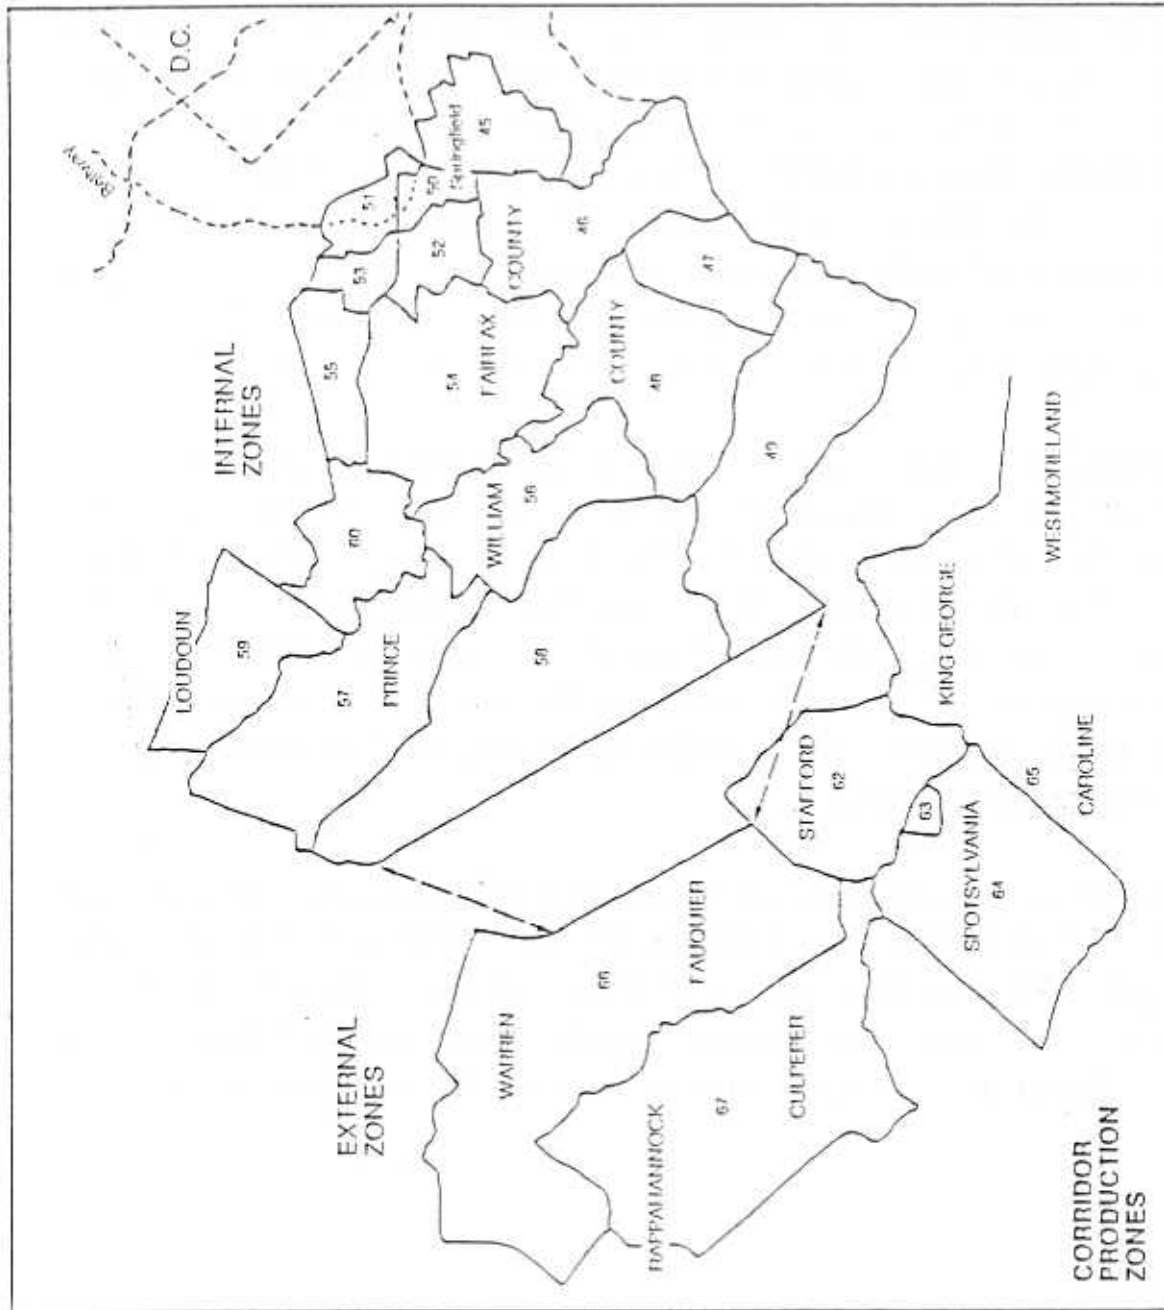 D.C.
Beltway
INTERNAL
ZONES
LOUDOUN
59
60
55
53
51
50
Springfield
45
52
57
PRINCE
WILLIAM
56
54
FAIRFAX
COUNTY
46
58
48
COUNTY
47
49
EXTERNAL
ZONES
WARREN
66
FAUQUIER
STAFFORD
62
RAPPAHANNOCK
67
CULPEPER
63
SPOTSYLVANIA
64
KING GEORGE
65
CAROLINE
WESTMORELAND
CORRIDOR
PRODUCTION
ZONES